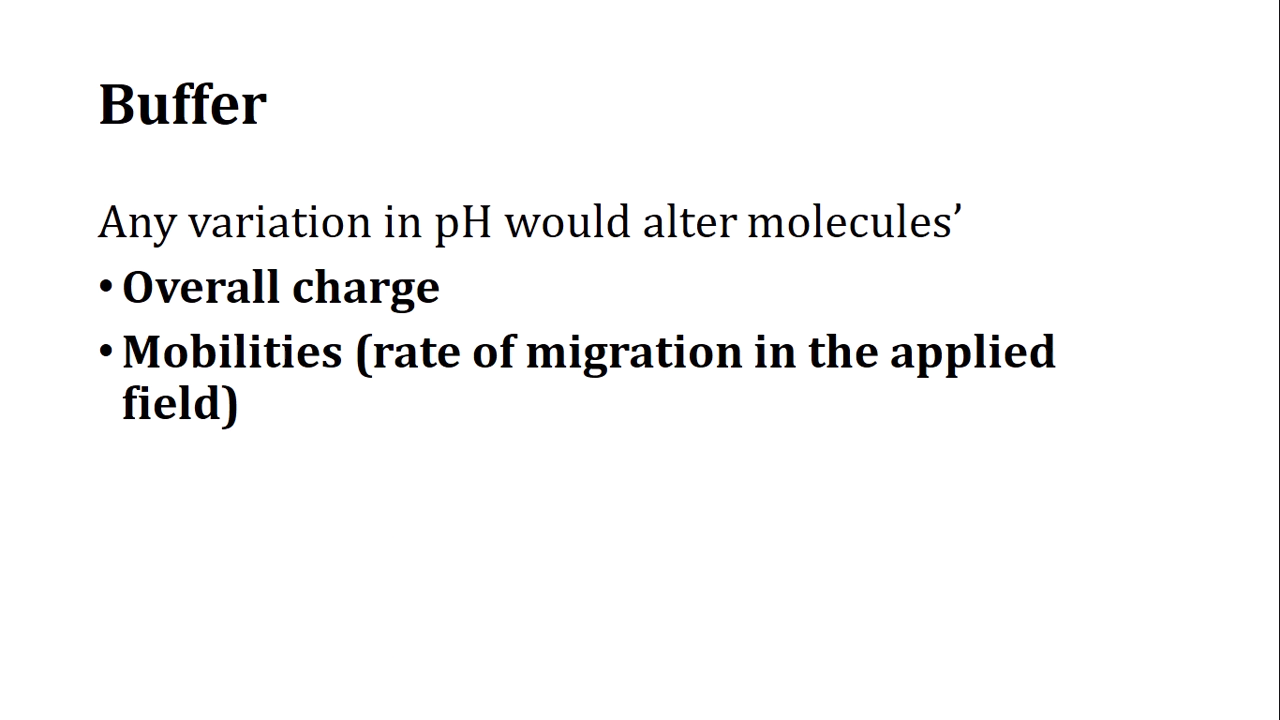 Buffer
Any variation in pH would alter molecules’
• Overall charge
• Mobilities (rate of migration in the applied
field)